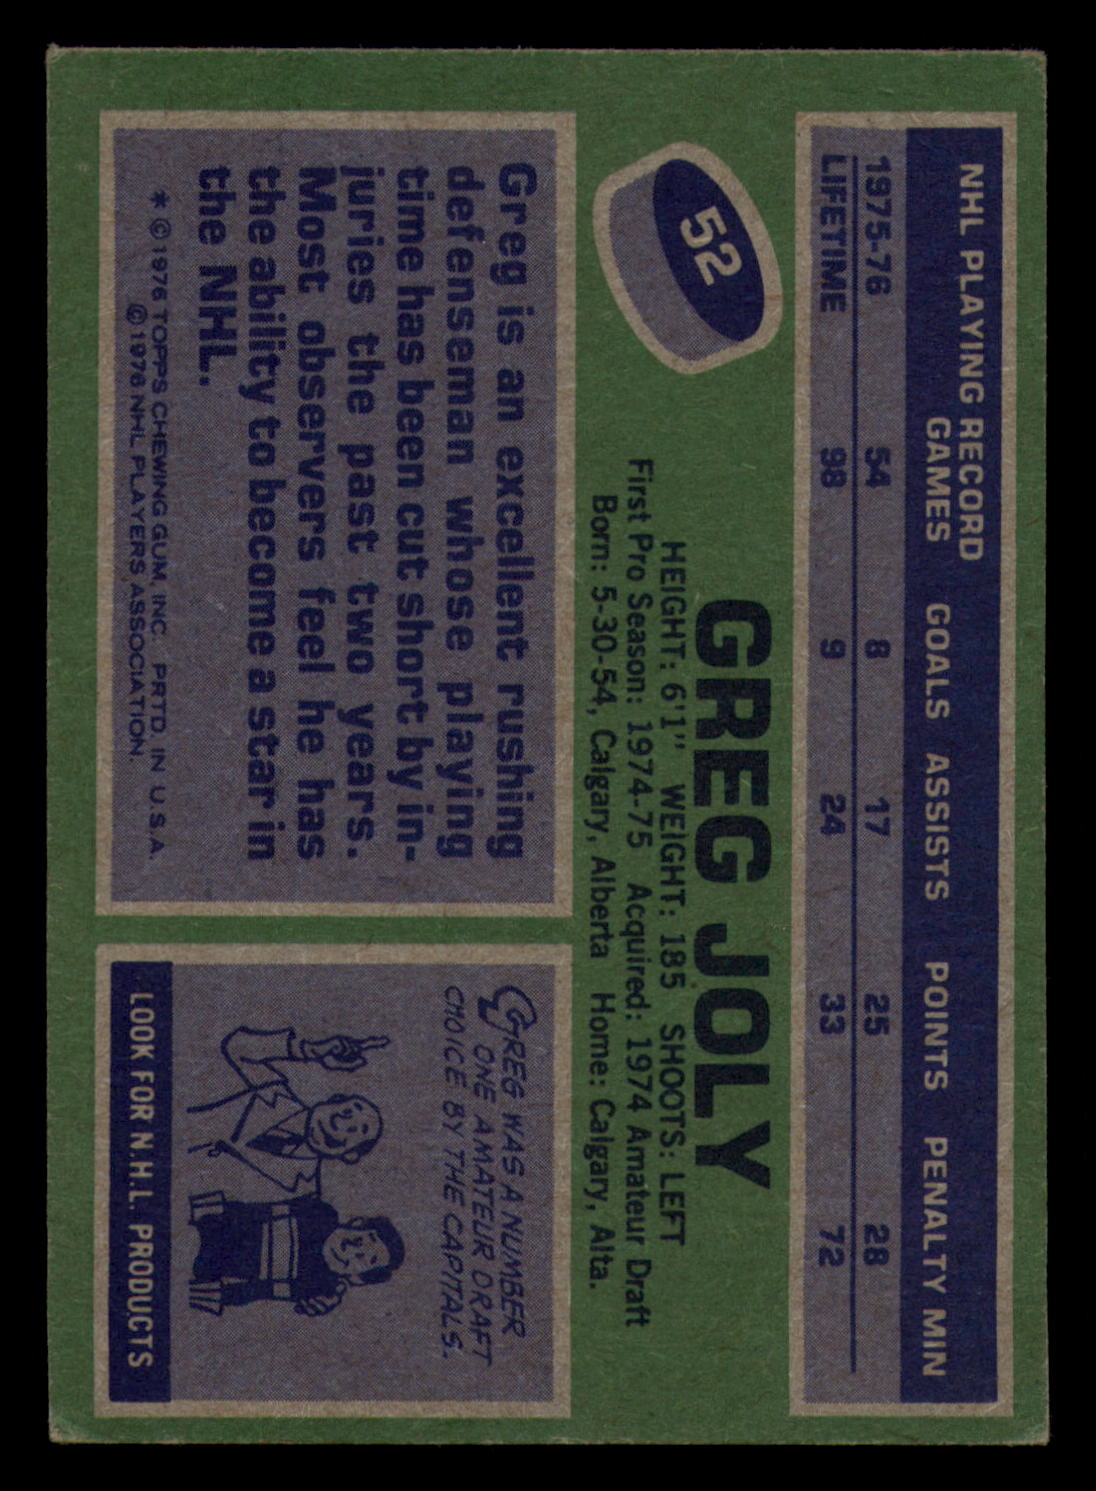 NHL PLAYING RECORD
GAMES GOALS ASSISTS POINTS PENALTY MIN
1975-76 54 8 17 25 28
LIFETIME 98 9 24 33 72
52
GREG JOLY
HEIGHT: 6'1" WEIGHT: 185 SHOOTS: LEFT
First Pro Season: 1974-75 Acquired: 1974 Amateur Draft
Born: 5-30-54, Calgary, Alberta Home: Calgary, Alta.
Greg is an excellent rushing
defenseman whose playing
time has been cut short by in-
juries the past two years.
Most observers feel he has
the ability to become a star in
the NHL.
* © 1976 TOPPS CHEWING GUM, INC. PRTD. IN U.S.A.
© 1976 NHL PLAYERS ASSOCIATION.
GREG WAS A NUMBER
ONE AMATEUR DRAFT
CHOICE BY THE CAPITALS.
LOOK FOR N.H.L. PRODUCTS